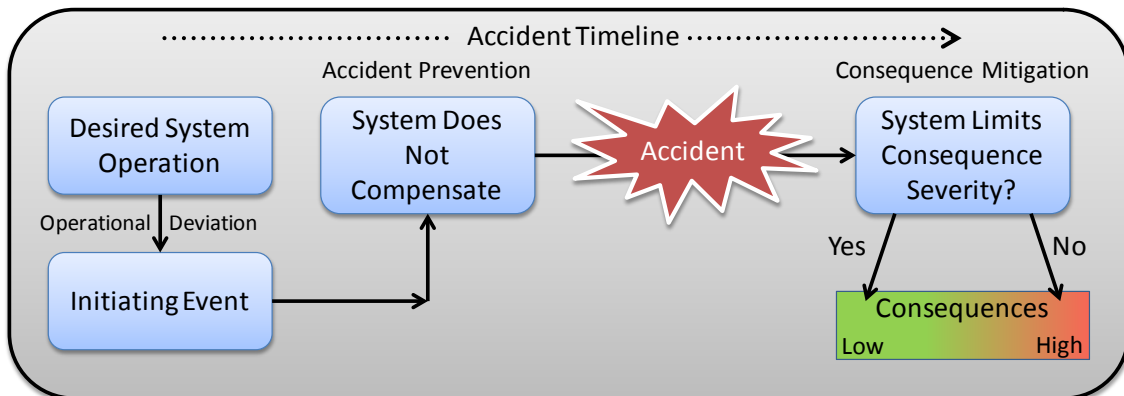 Accident Timeline
Accident Prevention
Consequence Mitigation
Desired System
Operation
System Does
Not
Compensate
Accident
System Limits
Consequence
Severity?
Operational Deviation
Initiating Event
Yes
No
Consequences
Low
High